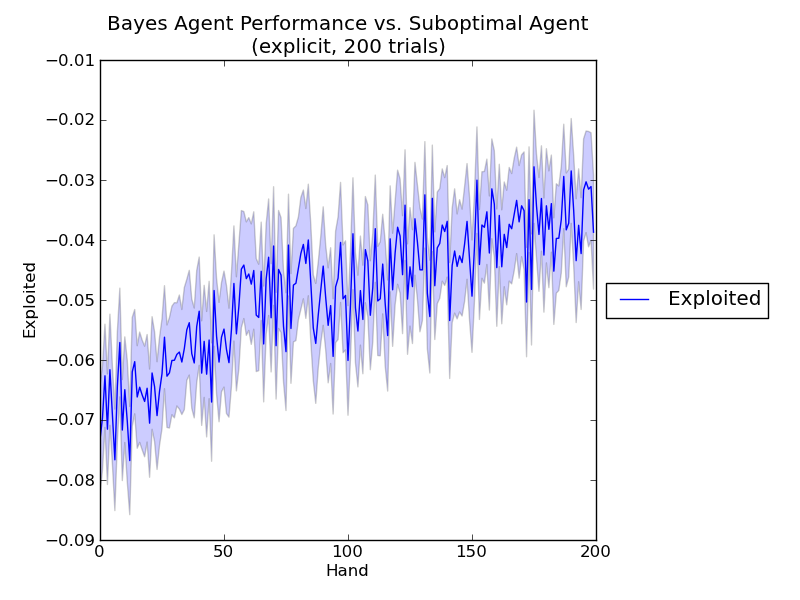 Bayes Agent Performance vs. Suboptimal Agent
(explicit, 200 trials)
−0.01
−0.02
−0.03
−0.04
−0.05
−0.06
−0.07
−0.08
−0.09
Exploited
Exploited
0
50
100
150
200
Hand